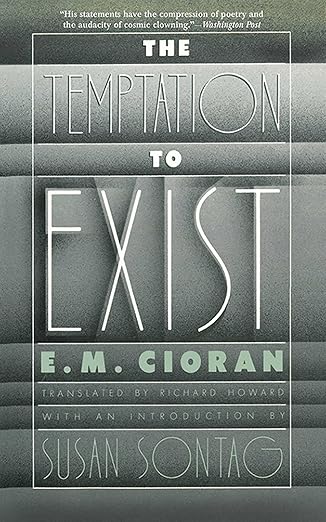 "His statements have the compression of poetry and
the audacity of cosmic clowning."—Washington Post
THE
TEMPTATION
TO
EXIST
E.M. CIORAN
TRANSLATED BY RICHARD HOWARD
WITH AN INTRODUCTION BY
SUSAN SONTAG